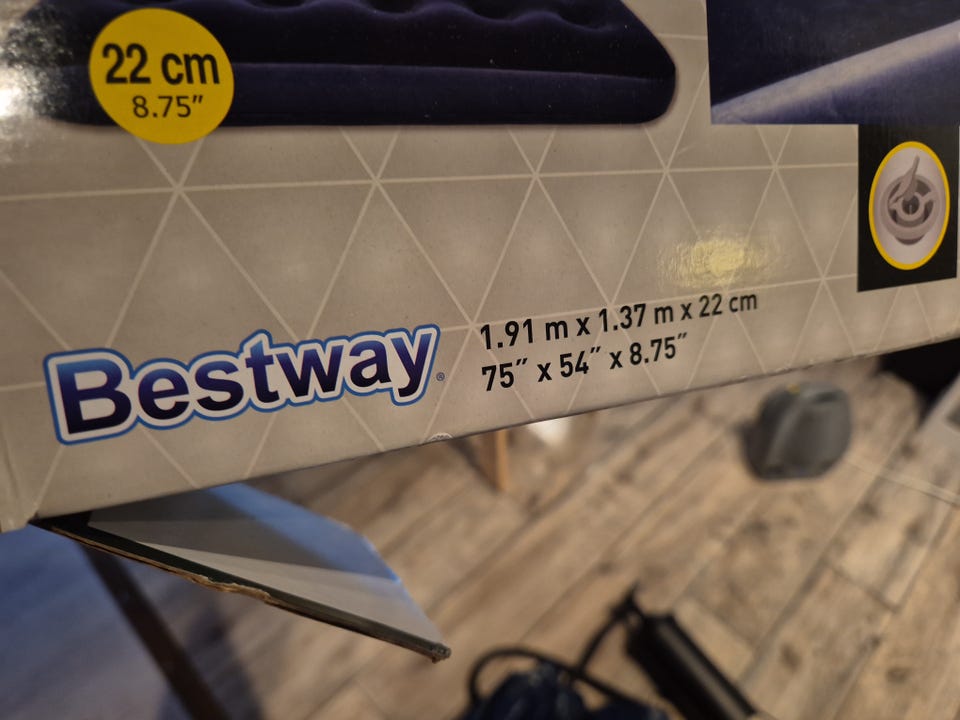 22 cm
8.75″
Bestway®
1.91 m x 1.37 m x 22 cm
75″ x 54″ x 8.75″